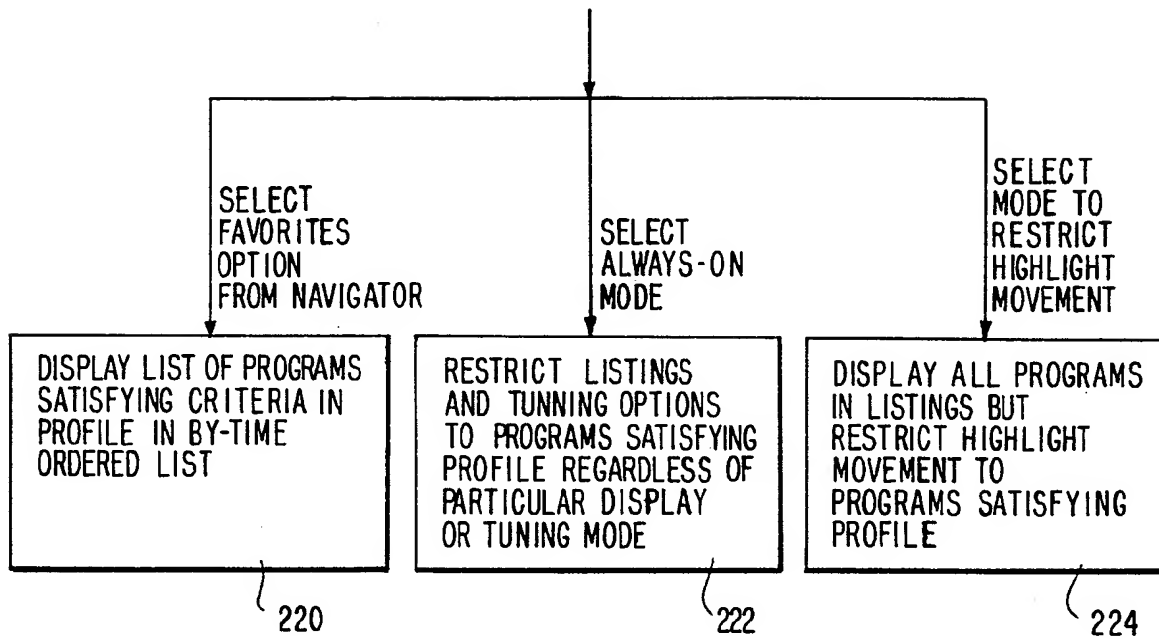 SELECT
FAVORITES
OPTION
FROM NAVIGATOR
SELECT
ALWAYS-ON
MODE
SELECT
MODE TO
RESTRICT
HIGHLIGHT
MOVEMENT
DISPLAY LIST OF PROGRAMS
SATISFYING CRITERIA IN
PROFILE IN BY-TIME
ORDERED LIST
RESTRICT LISTINGS
AND TUNNING OPTIONS
TO PROGRAMS SATISFYING
PROFILE REGARDLESS OF
PARTICULAR DISPLAY
OR TUNING MODE
DISPLAY ALL PROGRAMS
IN LISTINGS BUT
RESTRICT HIGHLIGHT
MOVEMENT TO
PROGRAMS SATISFYING
PROFILE
220
222
224